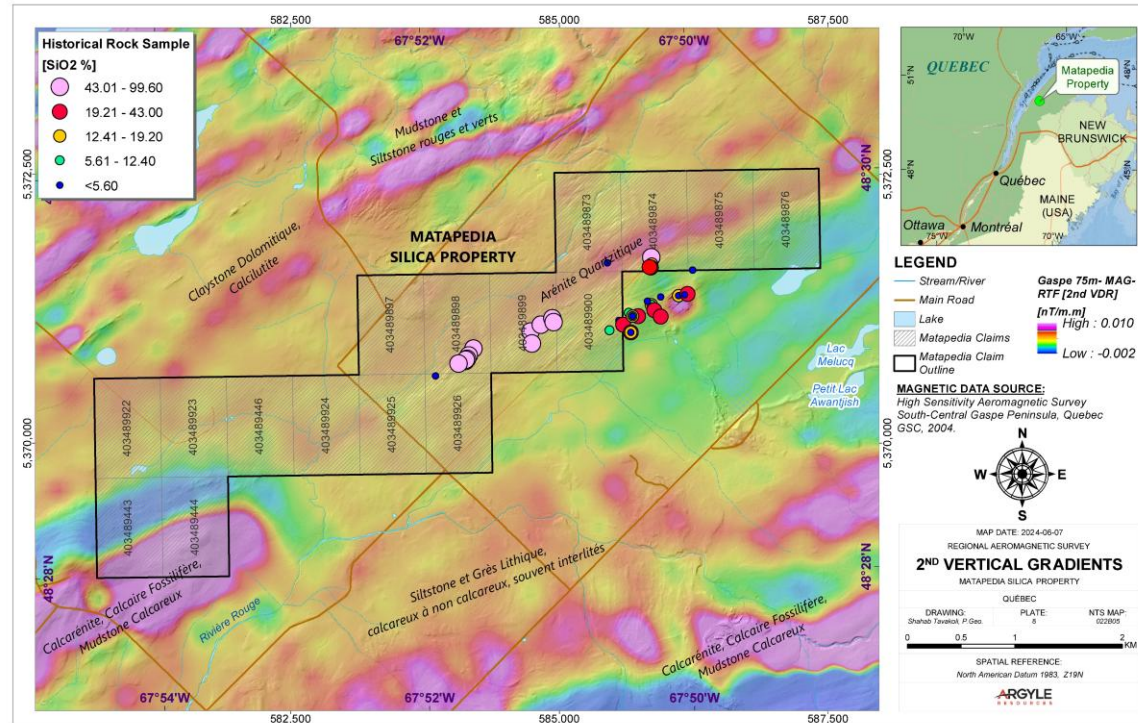 582,500
585,000
587,500
67°52'W
67°50'W
Historical Rock Sample
[SiO2 %]
43.01 - 99.60
19.21 - 43.00
12.41 - 19.20
5.61 - 12.40
<5.60
5,372,500
5,370,000
48°28'N
Mudstone et
Siltstone rouges et verts
Claystone Dolomitique,
Calcilutite
MATAPEDIA
SILICA PROPERTY
Arénite Quartzitique
403489873
403489874
403489875
403489876
403489897
403489898
403489899
403489900
403489922
403489923
403489446
403489924
403489925
403489926
403489443
403489444
Lac
Melucq
Petit Lac
Awantjish
Siltstone et Grès Lithique,
calcareux à non calcareux, souvent interlités
Calcarénite, Calcaire Fossilifère,
Mudstone Calcareux
Rivière Rouge
Calcarénite, Calcaire Fossilifère,
Mudstone Calcareux
48°30'N
5,372,500
5,370,000
48°28'N
67°54'W
67°52'W
67°50'W
582,500
585,000
587,500
70°W
65°W
51°N
48°N
QUEBEC
Matapedia
Property
NEW
BRUNSWICK
48°N
45°N
Québec
MAINE
(USA)
Ottawa
Montréal
75°W
70°W
LEGEND
Stream/River
Main Road
Lake
Matapedia Claims
Matapedia Claim
Outline
Gaspe 75m- MAG-
RTF [2nd VDR]
[nT/m.m]
High : 0.010
Low : -0.002
MAGNETIC DATA SOURCE:
High Sensitivity Aeromagnetic Survey
South-Central Gaspe Peninsula, Quebec
GSC, 2004.
N
W
E
S
MAP DATE: 2024-06-07
REGIONAL AEROMAGNETIC SURVEY
2ND VERTICAL GRADIENTS
MATAPEDIA SILICA PROPERTY
QUÉBEC
DRAWING:
Shahab Tavakoli, P.Geo.
PLATE:
8
NTS MAP:
022B05
0 0.5 1 2
KM
SPATIAL REFERENCE:
North American Datum 1983, Z19N
ARGYLE
RESOURCES